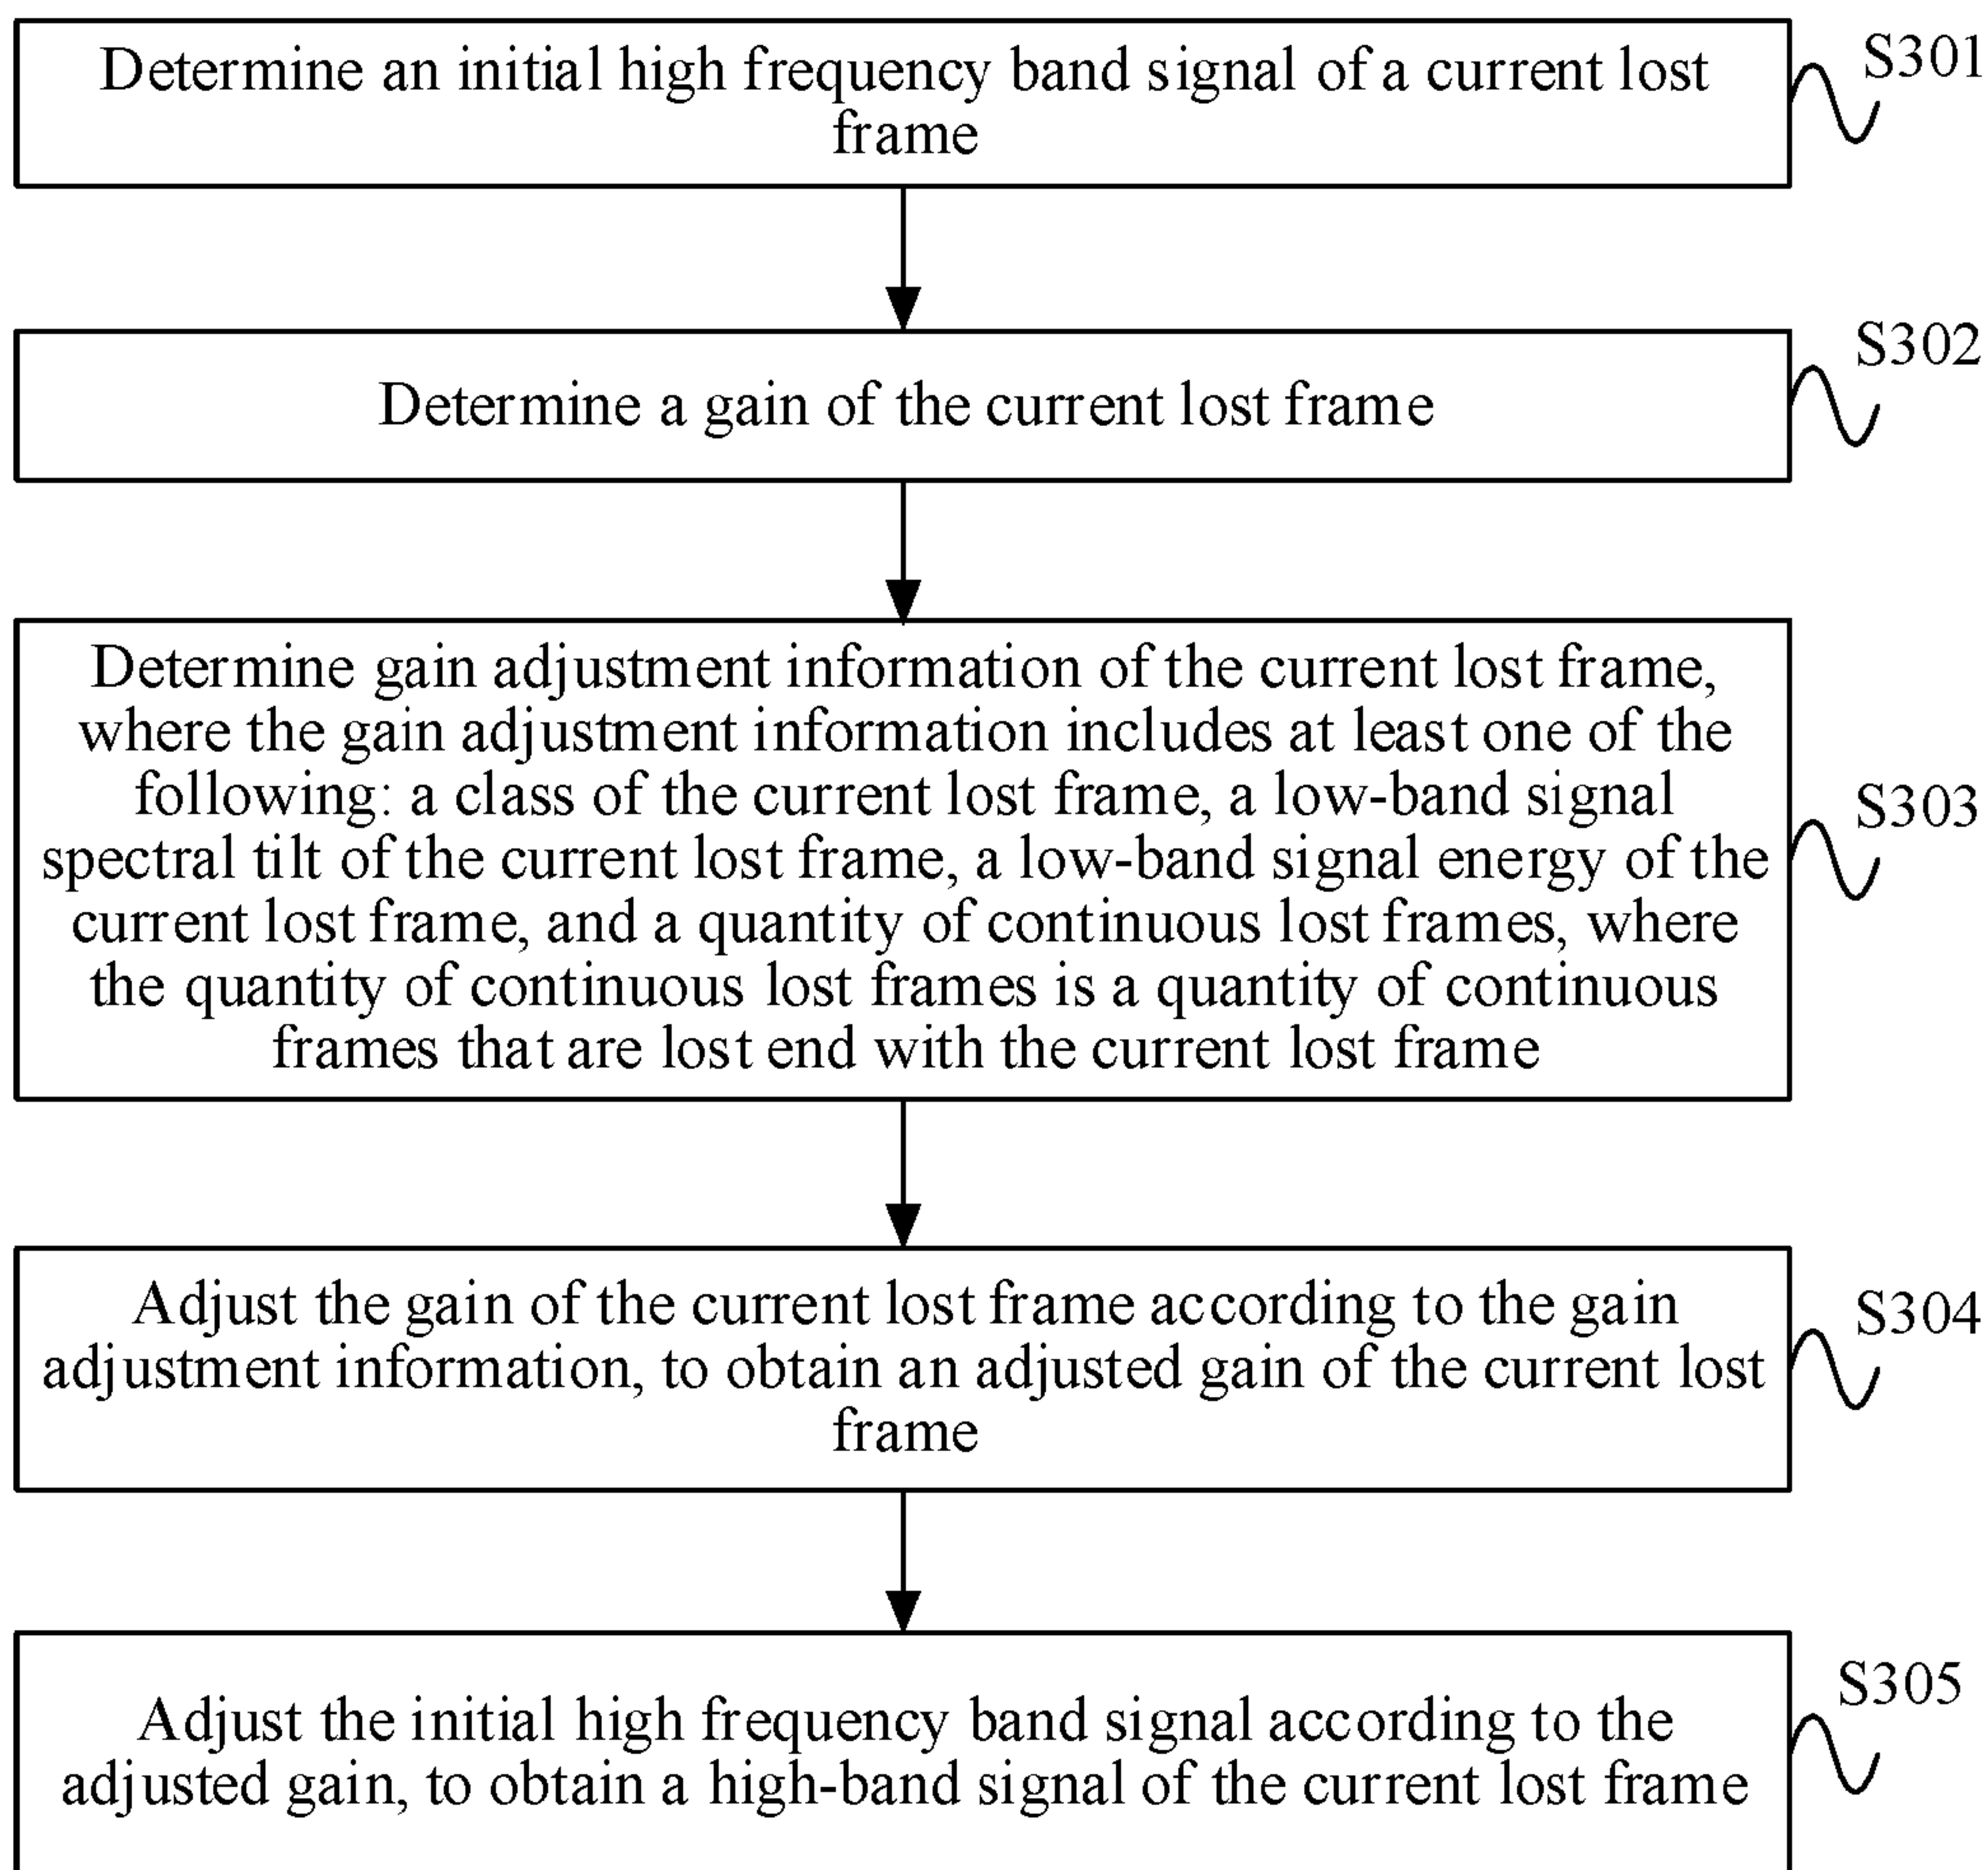 Determine an initial high frequency band signal of a current lost
frame
S301
Determine a gain of the current lost frame
S302
Determine gain adjustment information of the current lost frame,
where the gain adjustment information includes at least one of the
following: a class of the current lost frame, a low-band signal
spectral tilt of the current lost frame, a low-band signal energy of the
current lost frame, and a quantity of continuous lost frames, where
the quantity of continuous lost frames is a quantity of continuous
frames that are lost end with the current lost frame
S303
Adjust the gain of the current lost frame according to the gain
adjustment information, to obtain an adjusted gain of the current lost
frame
S304
Adjust the initial high frequency band signal according to the
adjusted gain, to obtain a high-band signal of the current lost frame
S305